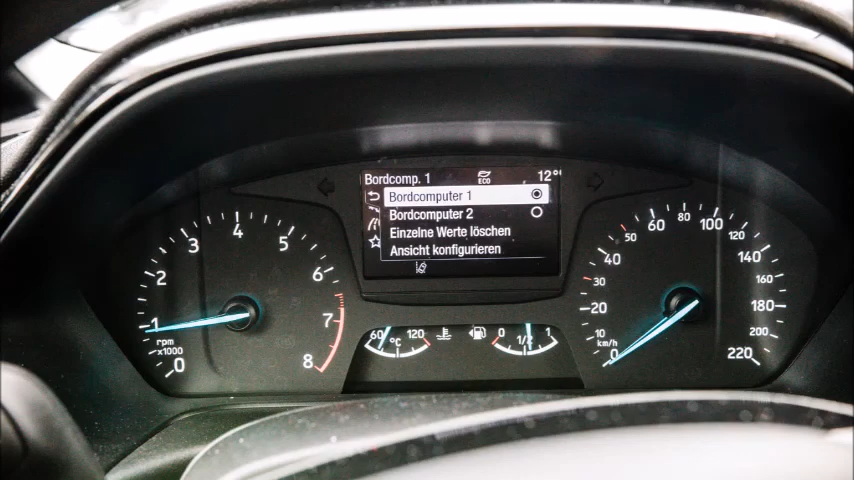 Bordcomp. 1 ECO 12°
Bordcomputer 1
Bordcomputer 2
Einzelne Werte löschen
Ansicht konfigurieren
0
1
2
3
4
5
6
7
8
rpm
x1000
60 120
°C
0 1/2 1
0
10
20
30
40
50
60
80
100
120
140
160
180
200
220
km/h